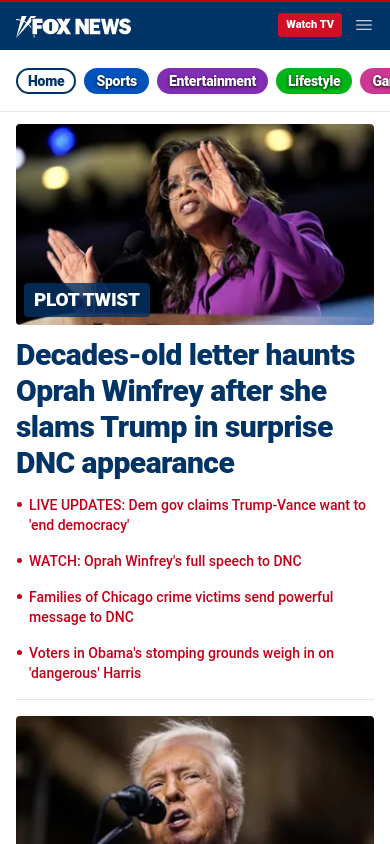 FOX NEWS
Watch TV
Home
Sports
Entertainment
Lifestyle
PLOT TWIST
Decades-old letter haunts
Oprah Winfrey after she
slams Trump in surprise
DNC appearance
• LIVE UPDATES: Dem gov claims Trump-Vance want to
'end democracy'
• WATCH: Oprah Winfrey's full speech to DNC
• Families of Chicago crime victims send powerful
message to DNC
• Voters in Obama's stomping grounds weigh in on
'dangerous' Harris